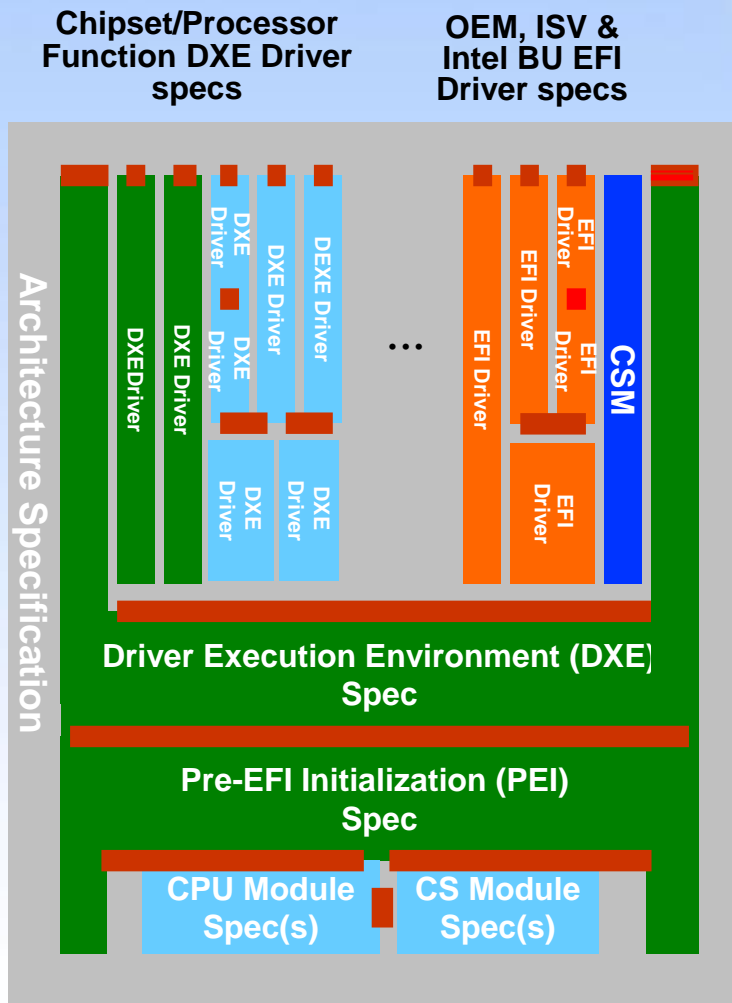 Chipset/Processor
Function DXE Driver
specs
OEM, ISV &
Intel BU EFI
Driver specs
Architecture Specification
DXEDriver
DXE Driver
DXE
Driver
DXE
Driver
DXE Driver
DEXE Driver
DXE
Driver
DXE
Driver
...
EFI Driver
EFI Driver
EFI
Driver
EFI
Driver
EFI
Driver
CSM
Driver Execution Environment (DXE)
Spec
Pre-EFI Initialization (PEI)
Spec
CPU Module
Spec(s)
CS Module
Spec(s)